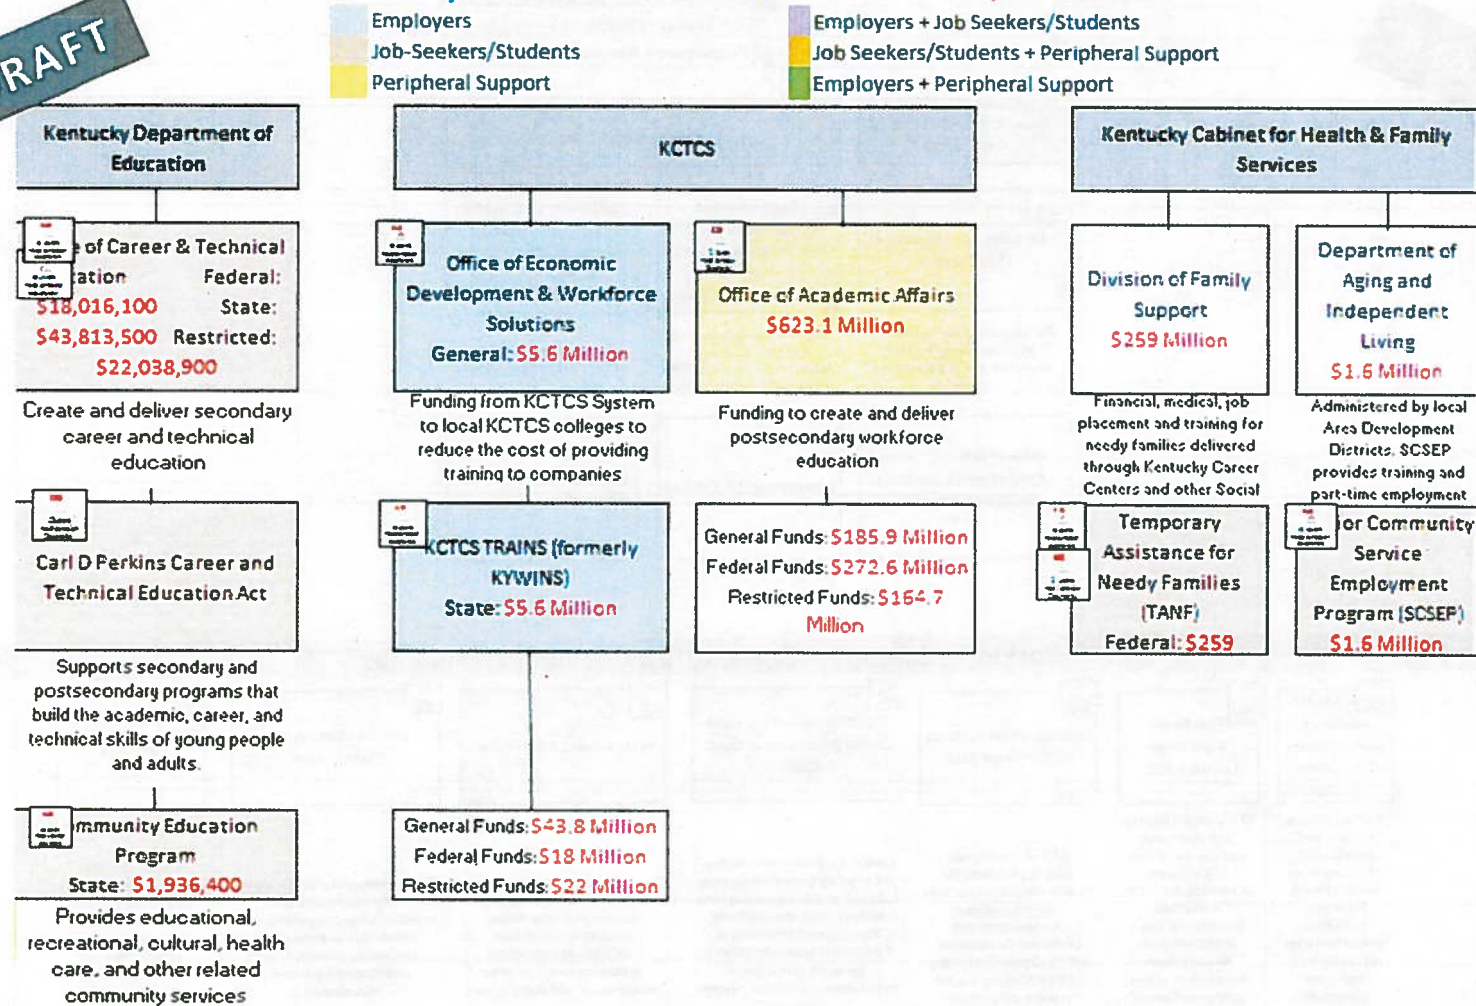 RAFT
Employers
Job-Seekers/Students
Peripheral Support
Employers + Job Seekers/Students
Job Seekers/Students + Peripheral Support
Employers + Peripheral Support
Kentucky Department of
Education
of Career & Technical
ation Federal:
$18,016,100 State:
$43,813,500 Restricted:
$22,038,900
Create and deliver secondary
career and technical
education
Carl D Perkins Career and
Technical Education Act
Supports secondary and
postsecondary programs that
build the academic, career, and
technical skills of young people
and adults.
mmunity Education
Program
State: $1,936,400
Provides educational,
recreational, cultural, health
care, and other related
community services
KCTCS
Office of Economic
Development & Workforce
Solutions
General: $5.6 Million
Funding from KCTCS System
to local KCTCS colleges to
reduce the cost of providing
training to companies
KCTCS TRAINS (formerly
KYWINS)
State: $5.6 Million
General Funds: $43.8 Million
Federal Funds: $18 Million
Restricted Funds: $22 Million
Office of Academic Affairs
$623.1 Million
Funding to create and deliver
postsecondary workforce
education
General Funds: $185.9 Million
Federal Funds: $272.6 Million
Restricted Funds: $164.7
Million
Kentucky Cabinet for Health & Family
Services
Division of Family
Support
$259 Million
Financial, medical, job
placement and training for
needy families delivered
through Kentucky Career
Centers and other Social
Temporary
Assistance for
Needy Families
(TANF)
Federal: $259
Department of
Aging and
Independent
Living
$1.6 Million
Administered by local
Area Development
Districts. SCSEP
provides training and
part-time employment
or Community
Service
Employment
Program (SCSEP)
$1.6 Million